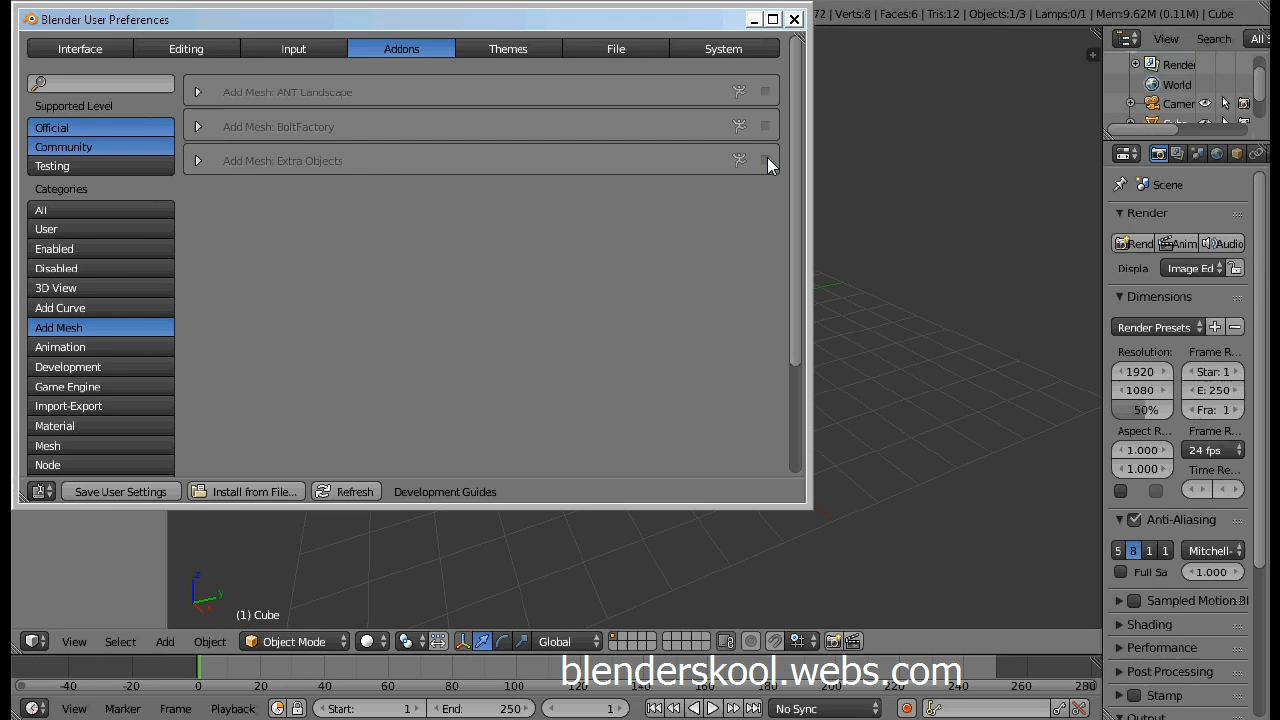 Blender User Preferences
72 | Verts:8 | Faces:6 | Tris:12 | Objects:1/3 | Lamps:0/1 | Mem:9.62M (0.11M) | Cube
Interface Editing Input Addons Themes File System
View Search All S
Supported Level
Official
Community
Testing
Categories
All
User
Enabled
Disabled
3D View
Add Curve
Add Mesh
Animation
Development
Game Engine
Import-Export
Material
Mesh
Node
Add Mesh: ANT Landscape
Add Mesh: BoltFactory
Add Mesh: Extra Objects
Save User Settings Install from File... Refresh Development Guides
Render
World
Camer
Scene
Render
Rend Anim Audio
Displa Image Ed
Dimensions
Render Presets
Resolution: Frame R...
1920 Star: 1
1080 E: 250
50% Fra: 1
Aspect R... Frame R...
1.000 24 fps
1.000 Time Re...
Anti-Aliasing
5 8 1 1 Mitchell-
Full Sa 1.000
Sampled Motion Bl
Shading
Performance
Post Processing
Stamp
Output
z
y
x
(1) Cube
View Select Add Object Object Mode Global
blenderskool.webs.com
-40 -20 0 20 40 60 80 100 120 140 160 180 200 220 240 260 280
View Marker Frame Playback Start: 1 End: 250 1 No Sync